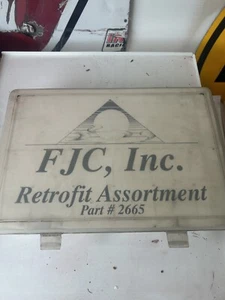 FJC, Inc.
Retrofit Assortment
Part # 2665